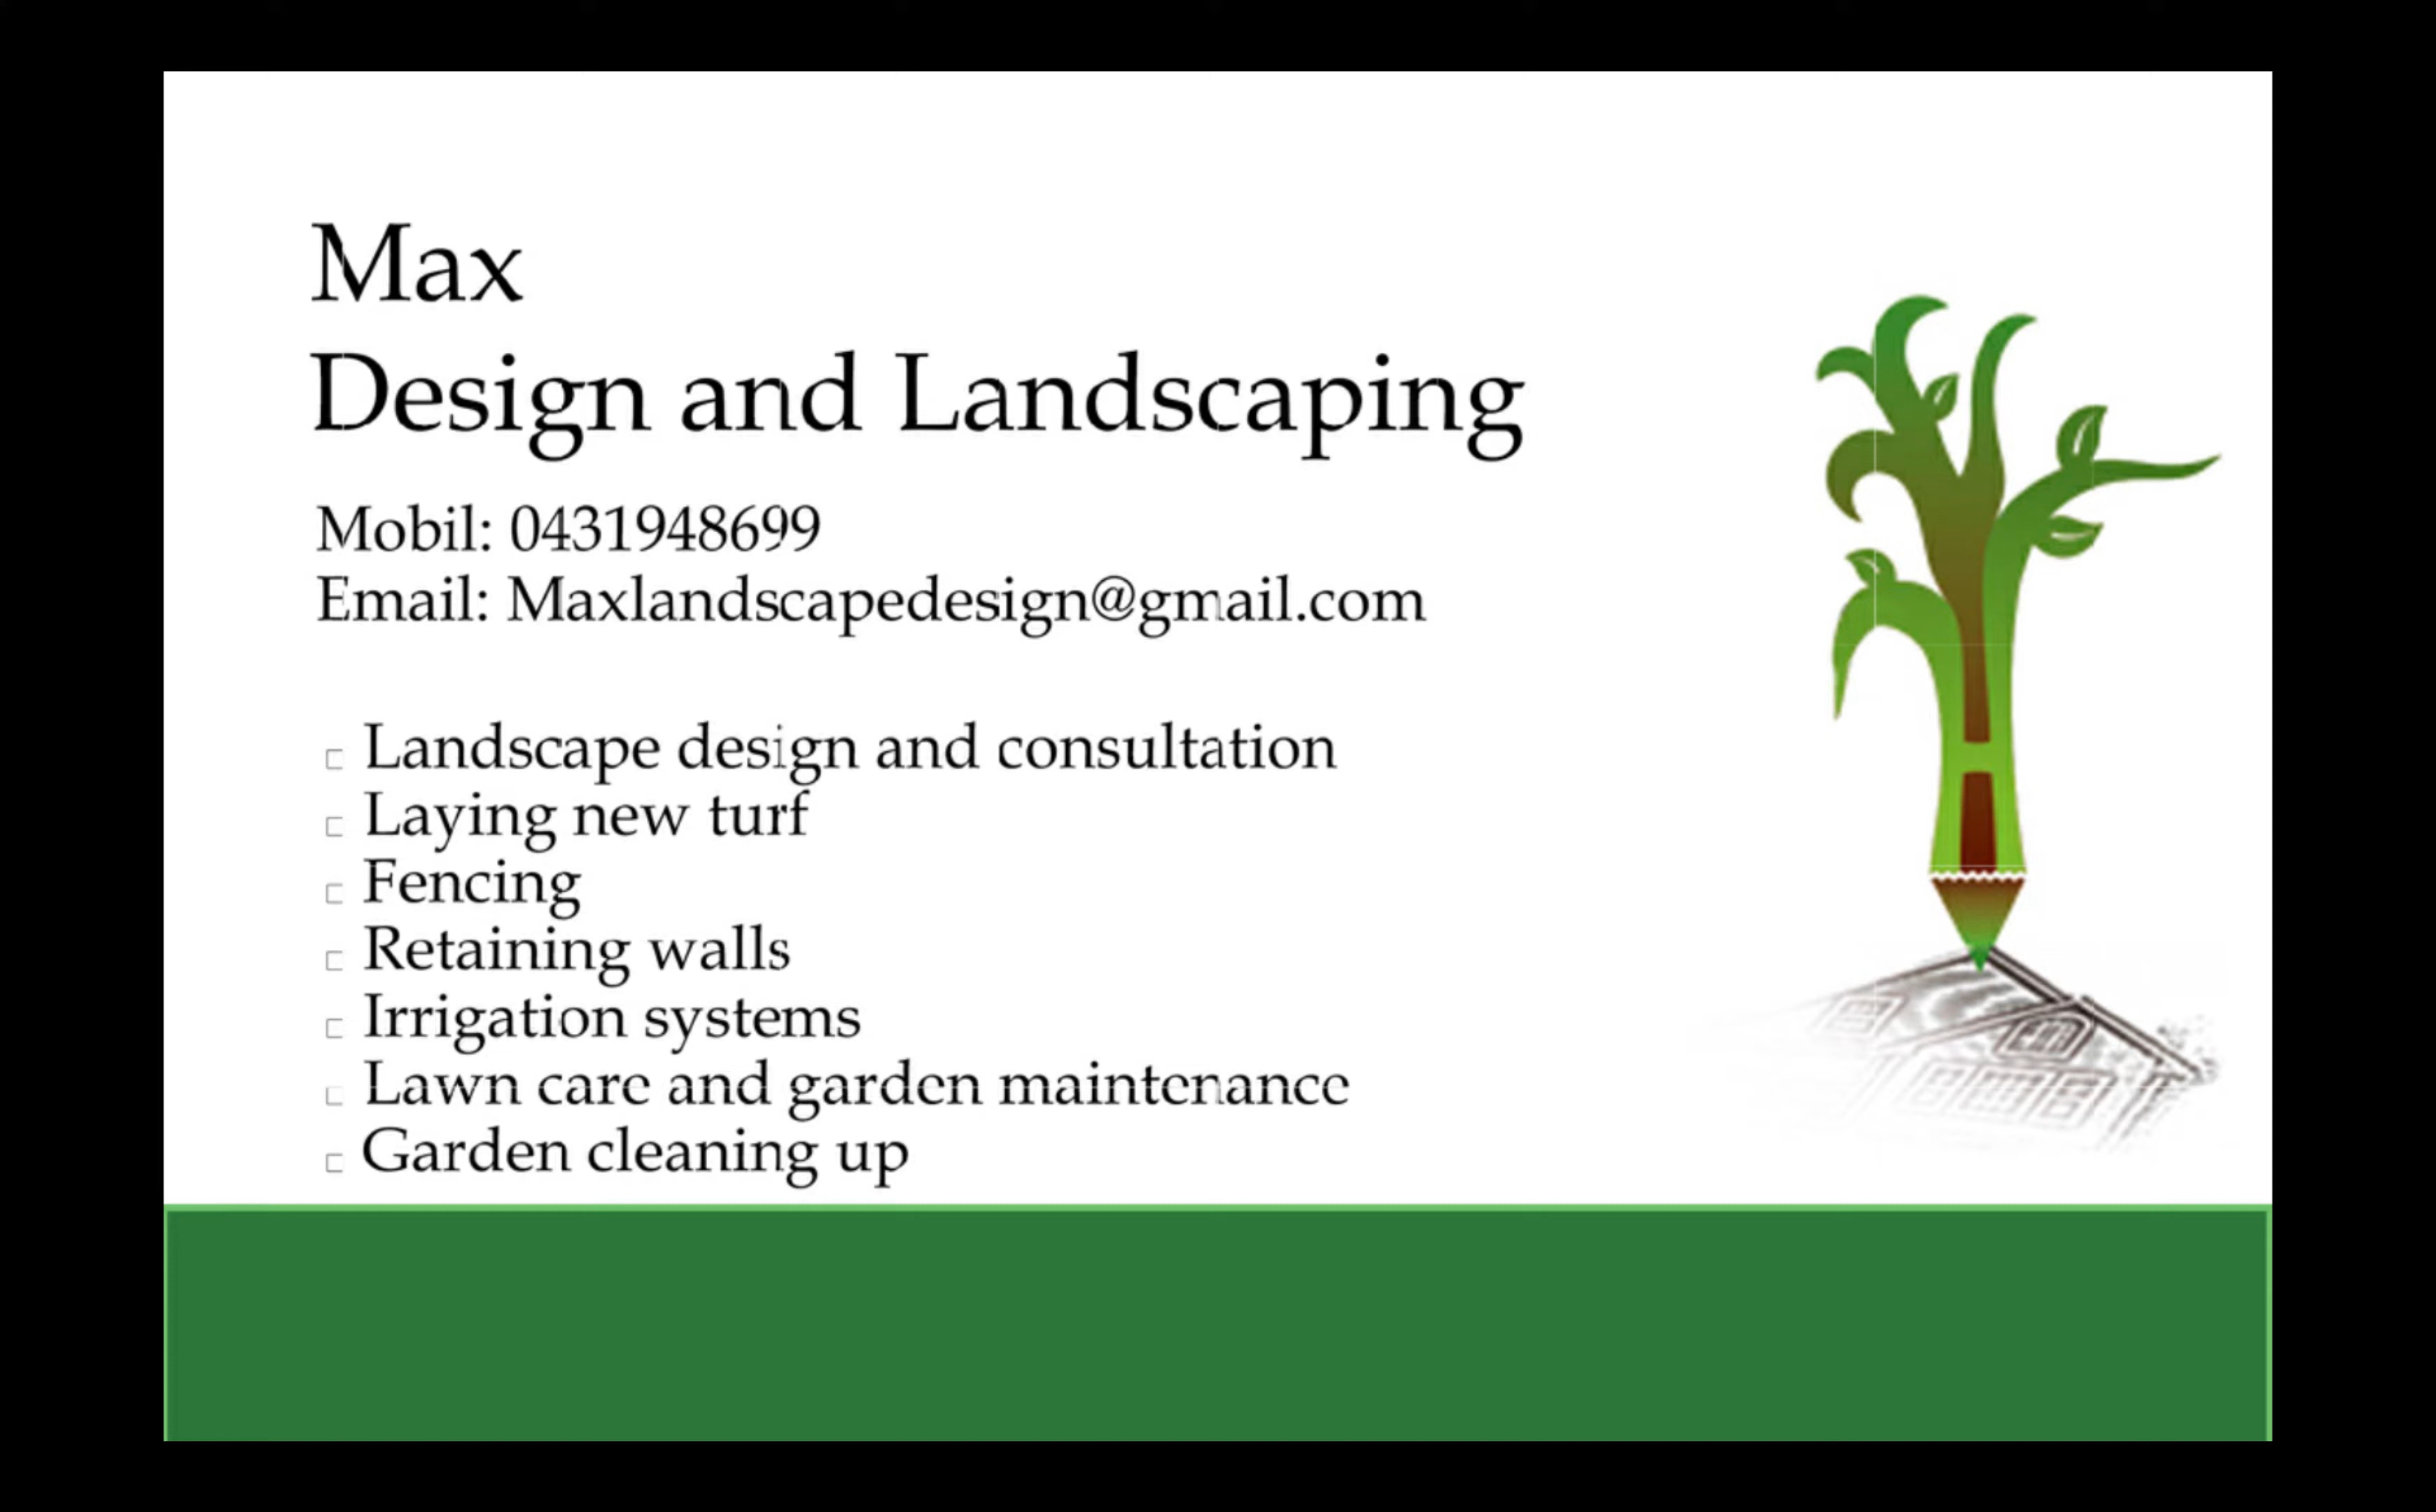 Max
Design and Landscaping
Mobil: 0431948699
Email: Maxlandscapedesign@gmail.com
Landscape design and consultation
Laying new turf
Fencing
Retaining walls
Irrigation systems
Lawn care and garden maintenance
Garden cleaning up